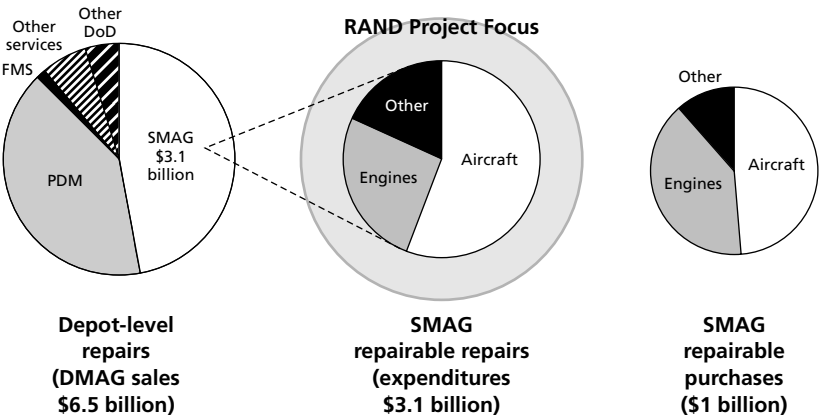 Other
services
Other
DoD
FMS
PDM
SMAG
$3.1
billion
RAND Project Focus
Other
Engines
Aircraft
Other
Engines
Aircraft
Depot-level
repairs
(DMAG sales
$6.5 billion)
SMAG
repairable repairs
(expenditures
$3.1 billion)
SMAG
repairable
purchases
($1 billion)